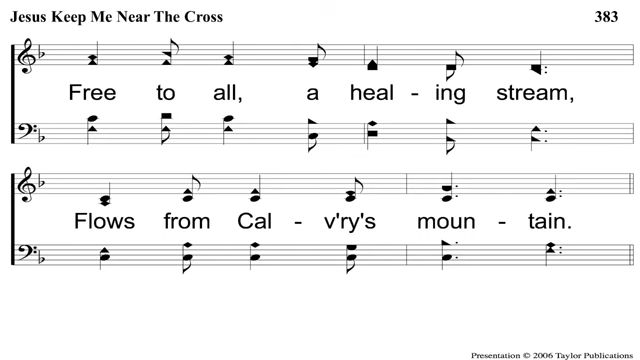 Jesus Keep Me Near The Cross 383
Free to all, a heal - ing stream,
Flows from Cal - v'ry's moun - tain.
Presentation © 2006 Taylor Publications